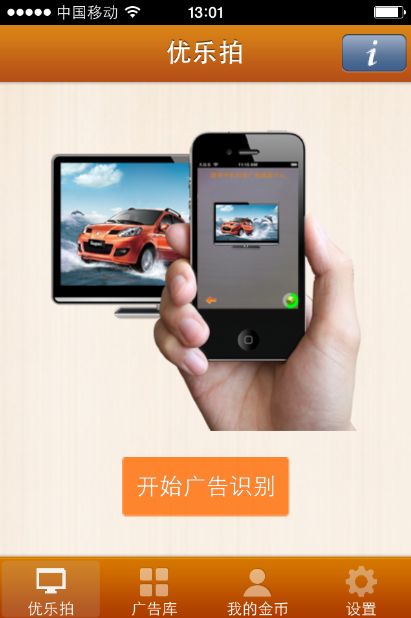 中国移动
13:01
优乐拍
i
开始广告识别
优乐拍
广告库
我的金币
设置